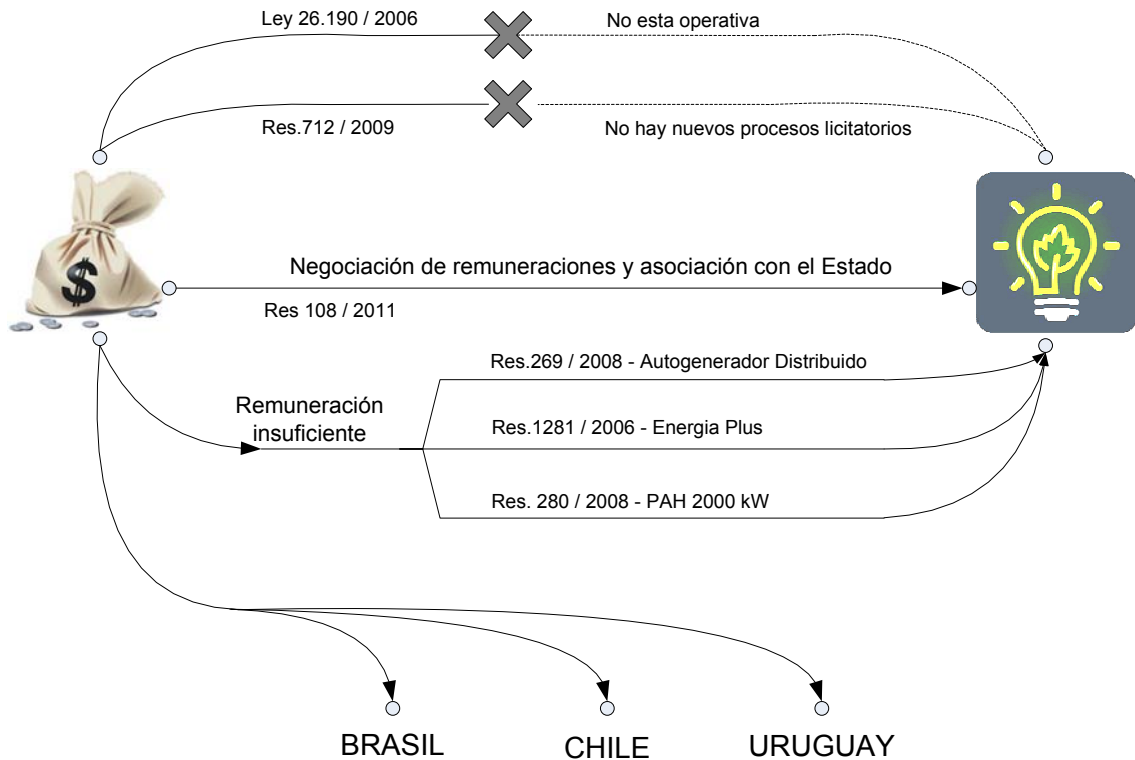 Ley 26.190 / 2006
No esta operativa
Res.712 / 2009
No hay nuevos procesos licitatorios
$
Negociación de remuneraciones y asociación con el Estado
Res 108 / 2011
Res.269 / 2008 - Autogenerador Distribuido
Remuneración
insuficiente
Res.1281 / 2006 - Energia Plus
Res. 280 / 2008 - PAH 2000 kW
BRASIL
CHILE
URUGUAY